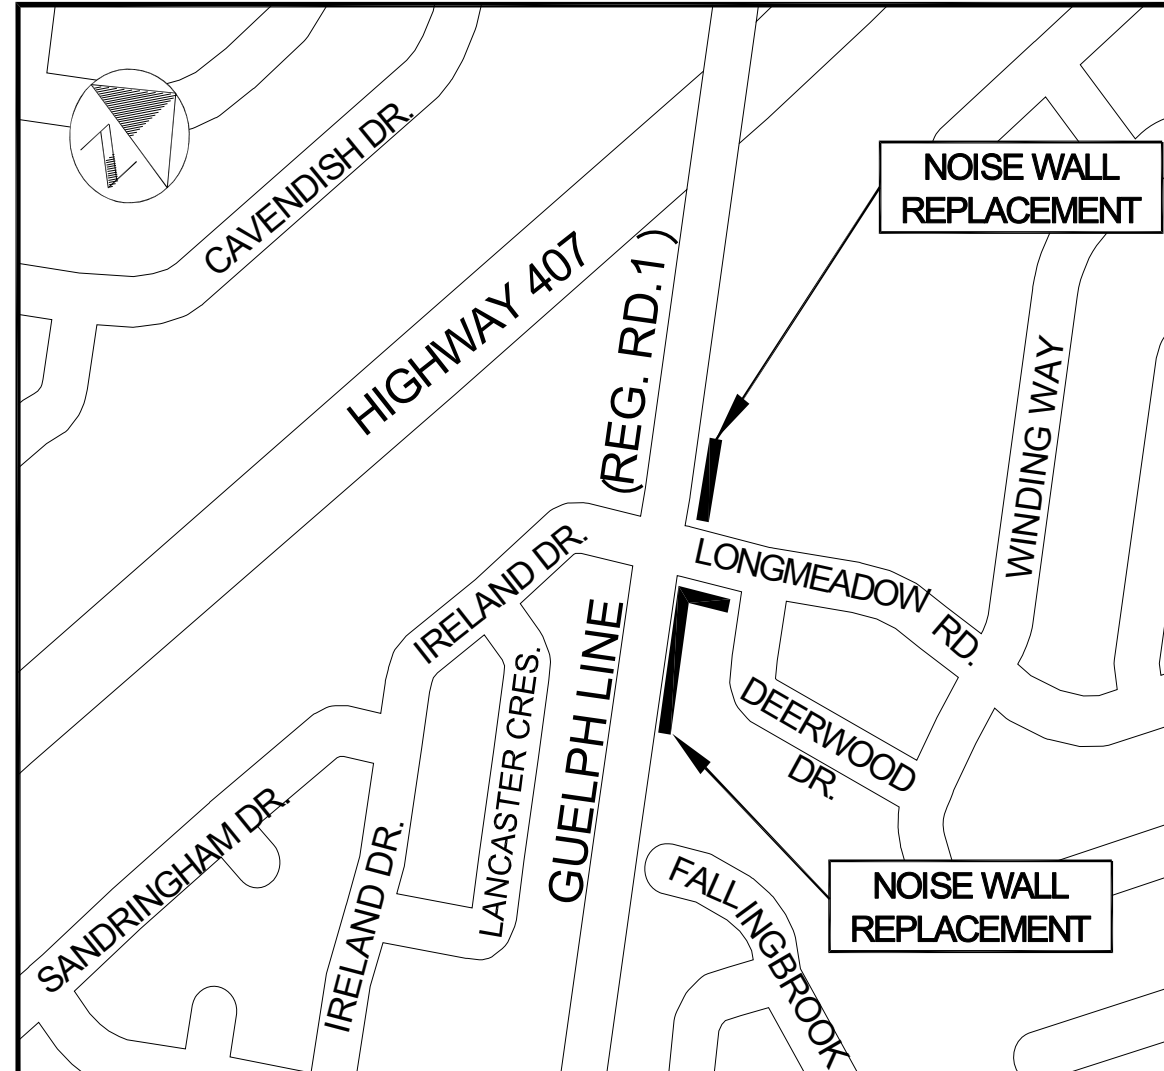 CAVENDISH DR.
NOISE WALL
REPLACEMENT
HIGHWAY 407
(REG. RD. 1 )
WINDING WAY
IRELAND DR.
LONGMEADOW RD.
GUELPH LINE
LANCASTER CRES.
DEERWOOD
DR.
SANDRINGHAM DR.
IRELAND DR.
FALLINGBROOK
NOISE WALL
REPLACEMENT